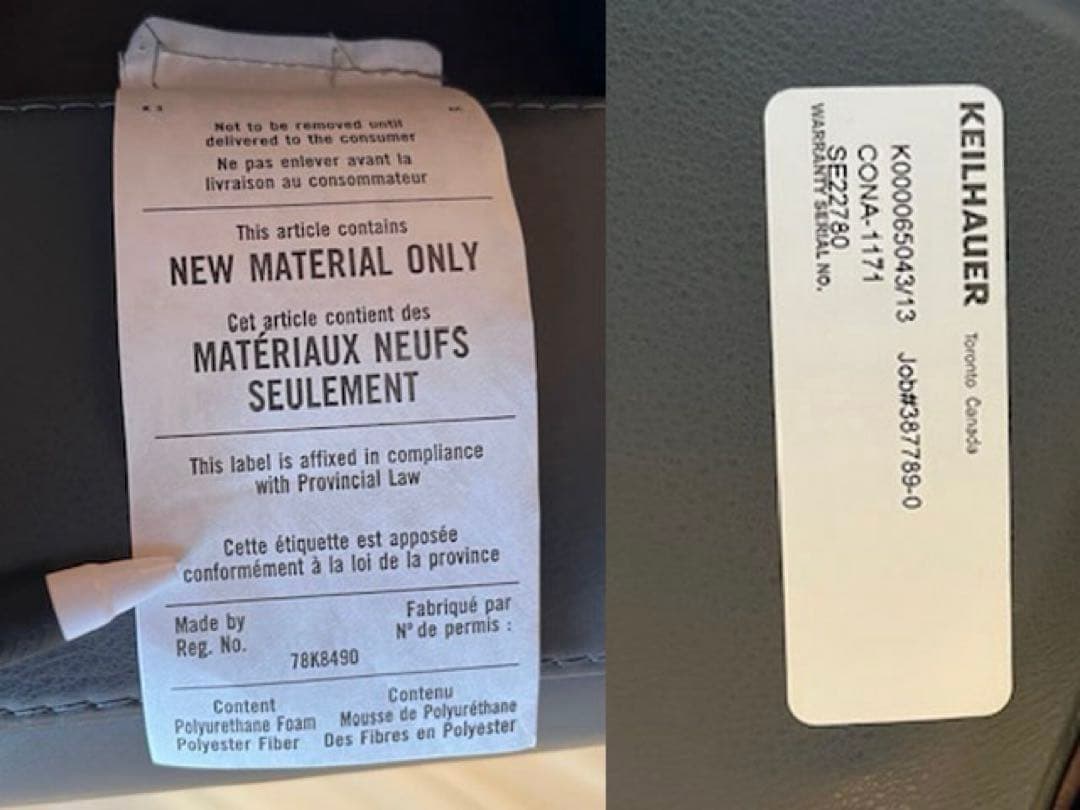 Not to be removed until
delivered to the consumer
Ne pas enlever avant la
livraison au consommateur
This article contains
NEW MATERIAL ONLY
Cet article contient des
MATÉRIAUX NEUFS
SEULEMENT
This label is affixed in compliance
with Provincial Law
Cette étiquette est apposée
conformément à la loi de la province
Made by
Reg. No.
Fabriqué par
N° de permis :
78K8490
Content
Polyurethane Foam
Polyester Fiber
Contenu
Mousse de Polyuréthane
Des Fibres en Polyester
KEILHAUER Toronto Canada
K000065043/13 Job#387789-0
CONA-1171
SE22780
WARRANTY SERIAL NO.